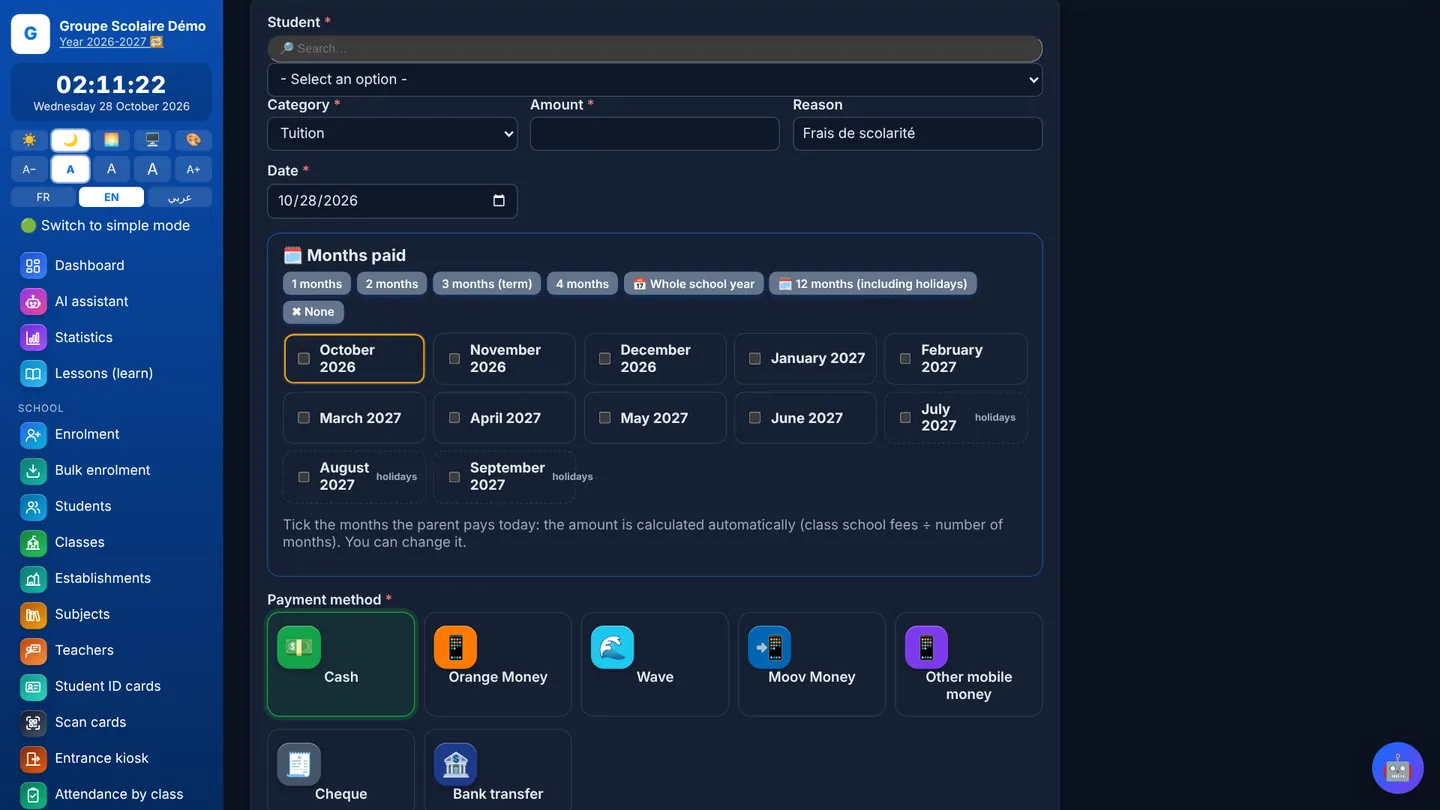 G
Groupe Scolaire Démo
Year 2026-2027
02:11:22
Wednesday 28 October 2026
A− A A A A+
FR EN عربي
Switch to simple mode
Dashboard
AI assistant
Statistics
Lessons (learn)
SCHOOL
Enrolment
Bulk enrolment
Students
Classes
Establishments
Subjects
Teachers
Student ID cards
Scan cards
Entrance kiosk
Attendance by class
Student *
Search...
- Select an option -
Category * Amount * Reason
Tuition Frais de scolarité
Date *
10/28/2026
Months paid
1 months 2 months 3 months (term) 4 months Whole school year 12 months (including holidays)
✖ None
October 2026
November 2026
December 2026
January 2027
February 2027
March 2027
April 2027
May 2027
June 2027
July 2027 holidays
August 2027 holidays
September 2027 holidays
Tick the months the parent pays today: the amount is calculated automatically (class school fees ÷ number of
months). You can change it.
Payment method *
Cash
Orange Money
Wave
Moov Money
Other mobile money
Cheque
Bank transfer